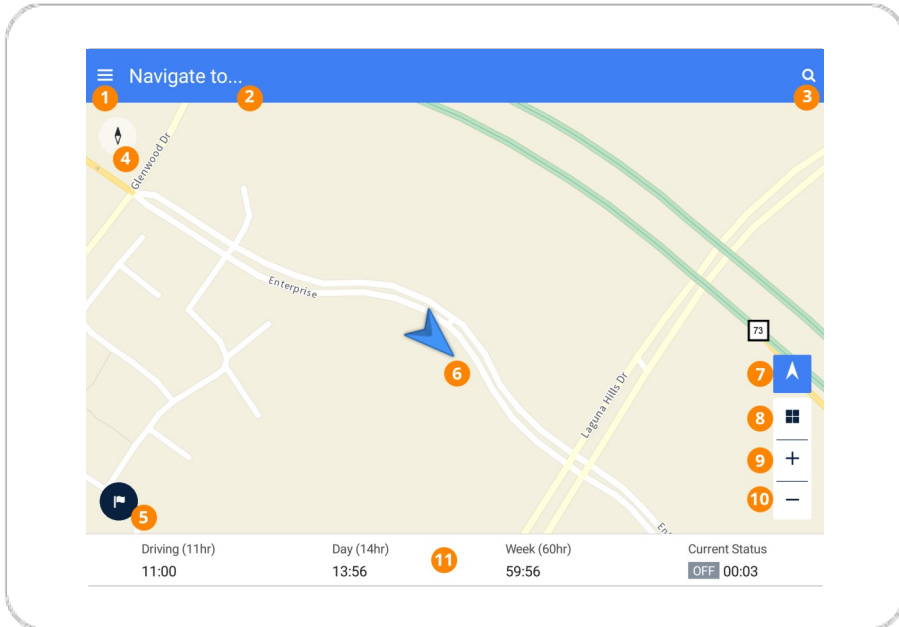 Navigate to...
1
2
3
4
Glenwood Dr
Enterprise
73
6
7
Laguna Hills Dr
8
9
10
5
Driving (11hr)
Day (14hr)
Week (60hr)
Current Status
11:00
13:56
11
59:56
OFF 00:03